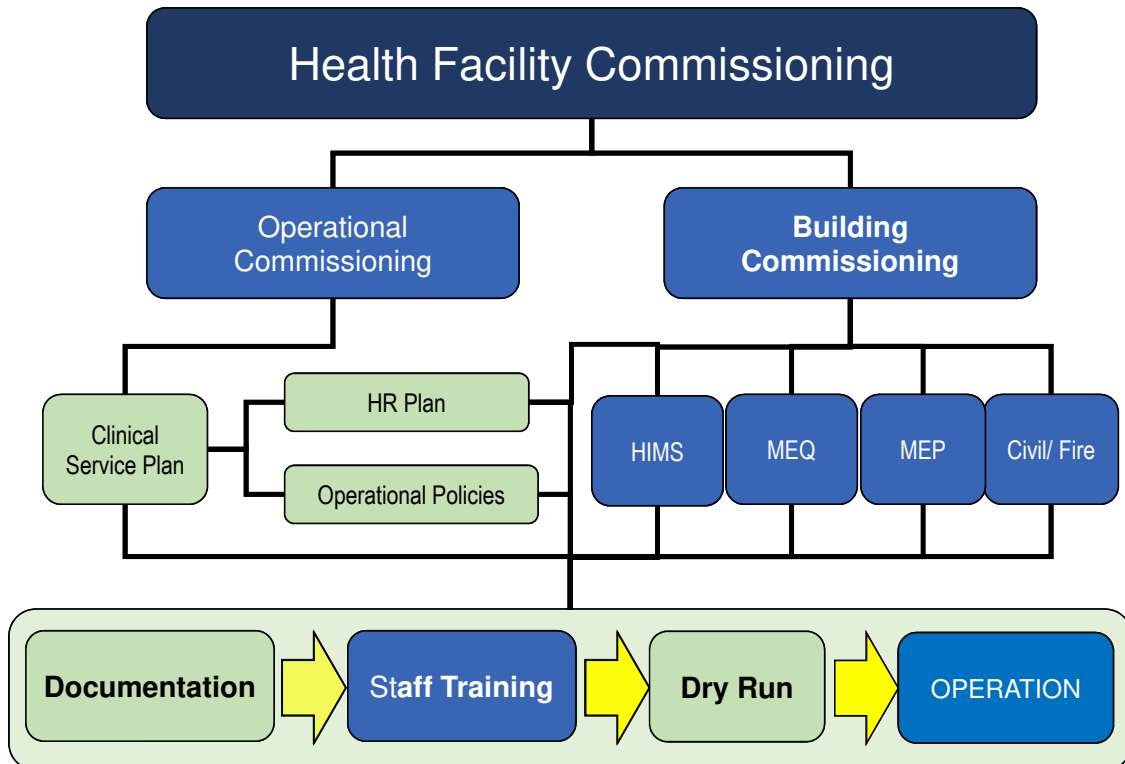 Health Facility Commissioning
Operational
Commissioning
Building
Commissioning
Clinical
Service Plan
HR Plan
Operational Policies
HIMS
MEQ
MEP
Civil/ Fire
Documentation
Staff Training
Dry Run
OPERATION